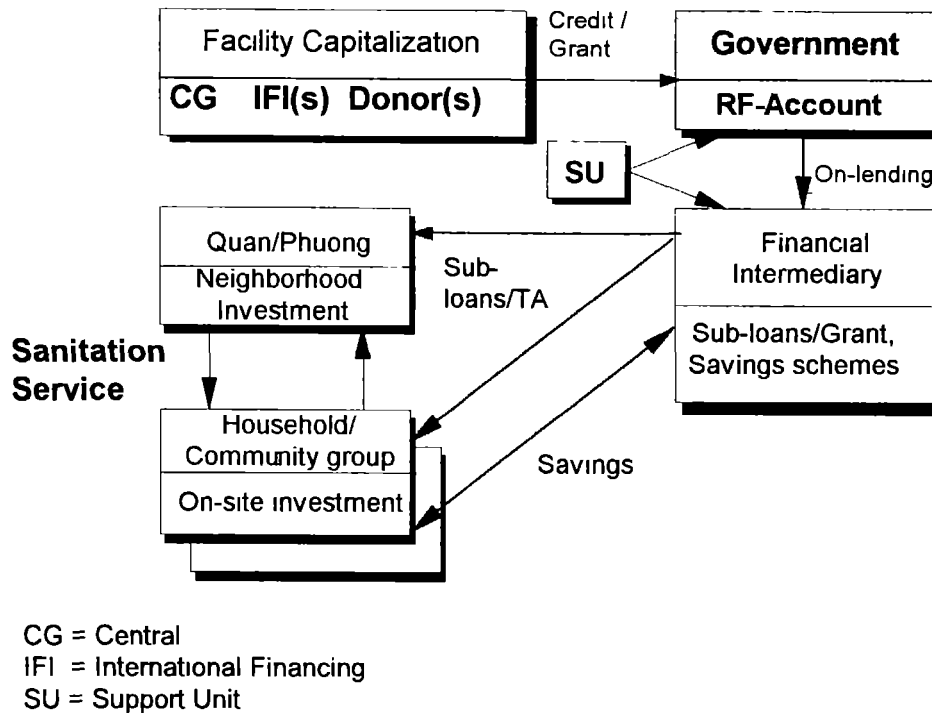 Facility Capitalization
CG IFI(s) Donor(s)
Credit /
Grant
Government
RF-Account
SU
On-lending
Quan/Phuong
Neighborhood
Investment
Sub-
loans/TA
Financial
Intermediary
Sub-loans/Grant,
Savings schemes
Sanitation
Service
Household/
Community group
On-site investment
Savings
CG = Central
IFI = International Financing
SU = Support Unit